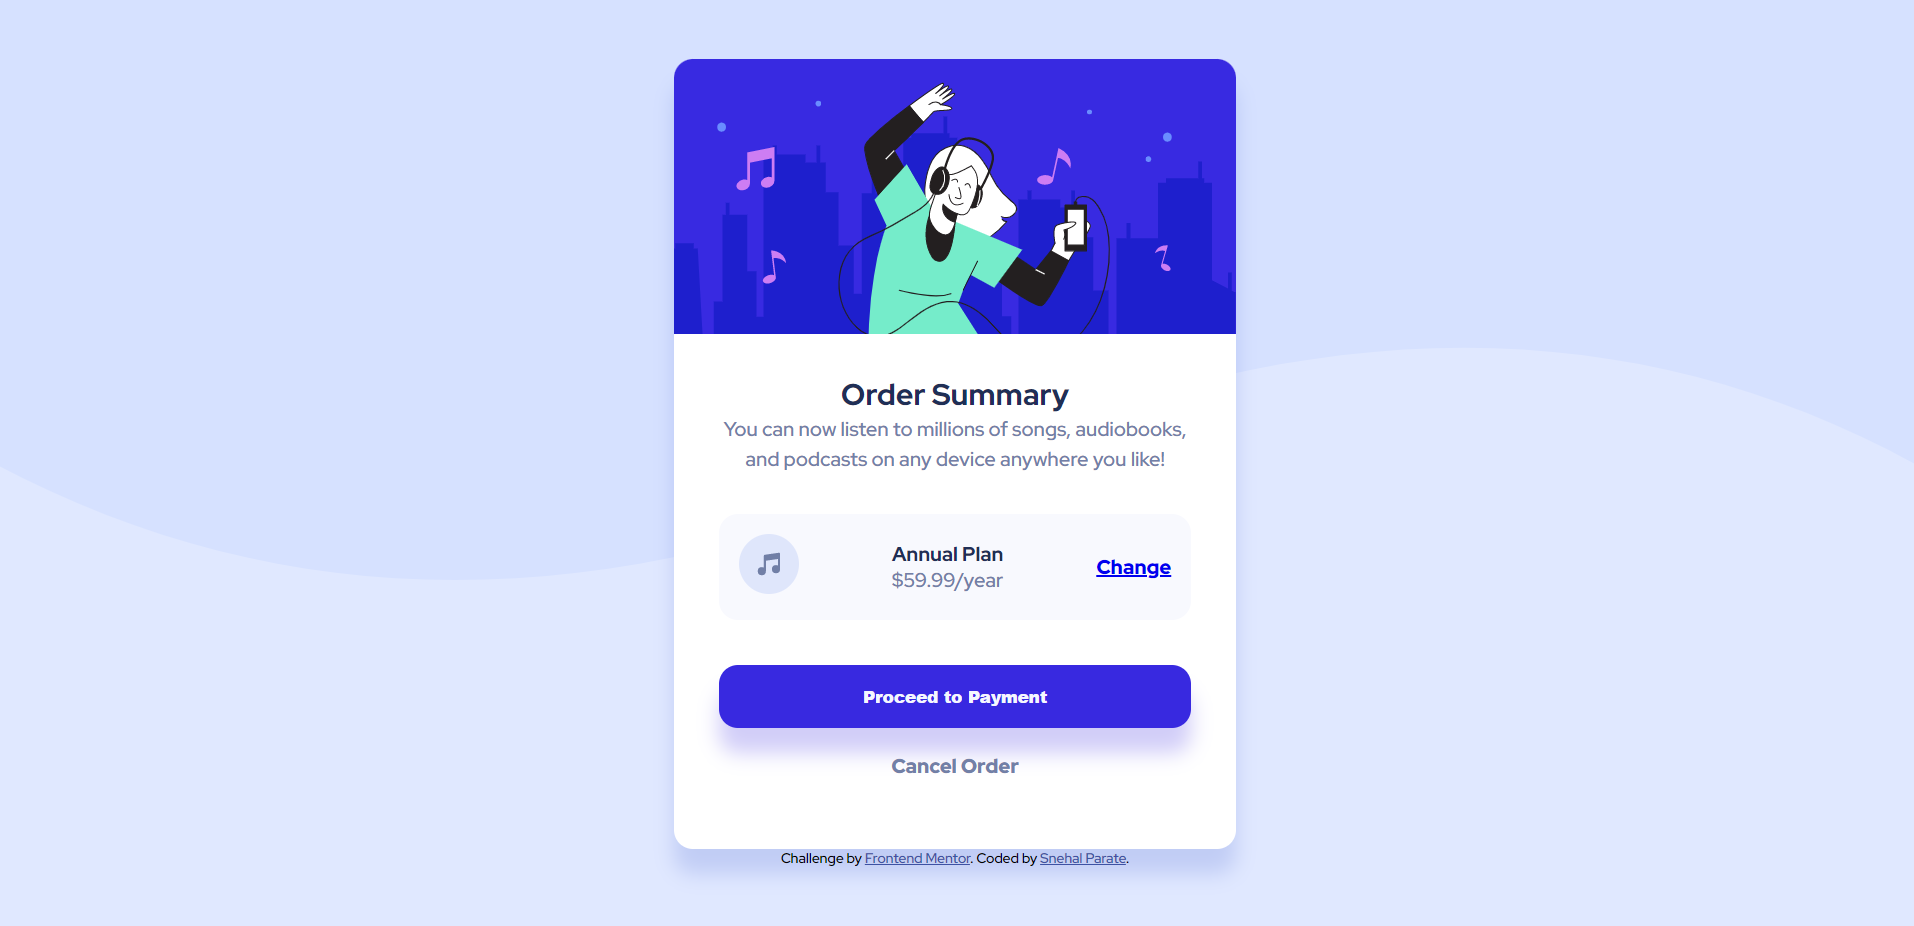 Order Summary
You can now listen to millions of songs, audiobooks,
and podcasts on any device anywhere you like!
Annual Plan
$59.99/year
Change
Proceed to Payment
Cancel Order
Challenge by Frontend Mentor. Coded by Snehal Parate.